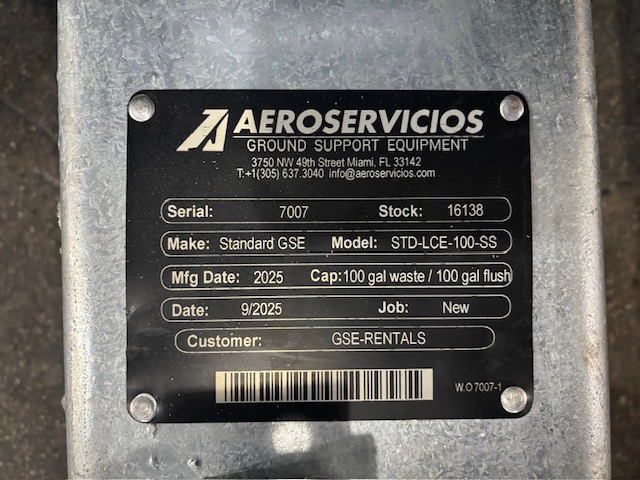 AEROSERVICIOS
GROUND SUPPORT EQUIPMENT
3750 NW 49th Street Miami, FL 33142
T:+1(305) 637.3040 info@aeroservicios.com
Serial: 7007 Stock: 16138
Make: Standard GSE Model: STD-LCE-100-SS
Mfg Date: 2025 Cap:100 gal waste / 100 gal flush
Date: 9/2025 Job: New
Customer: GSE-RENTALS
W.O 7007-1